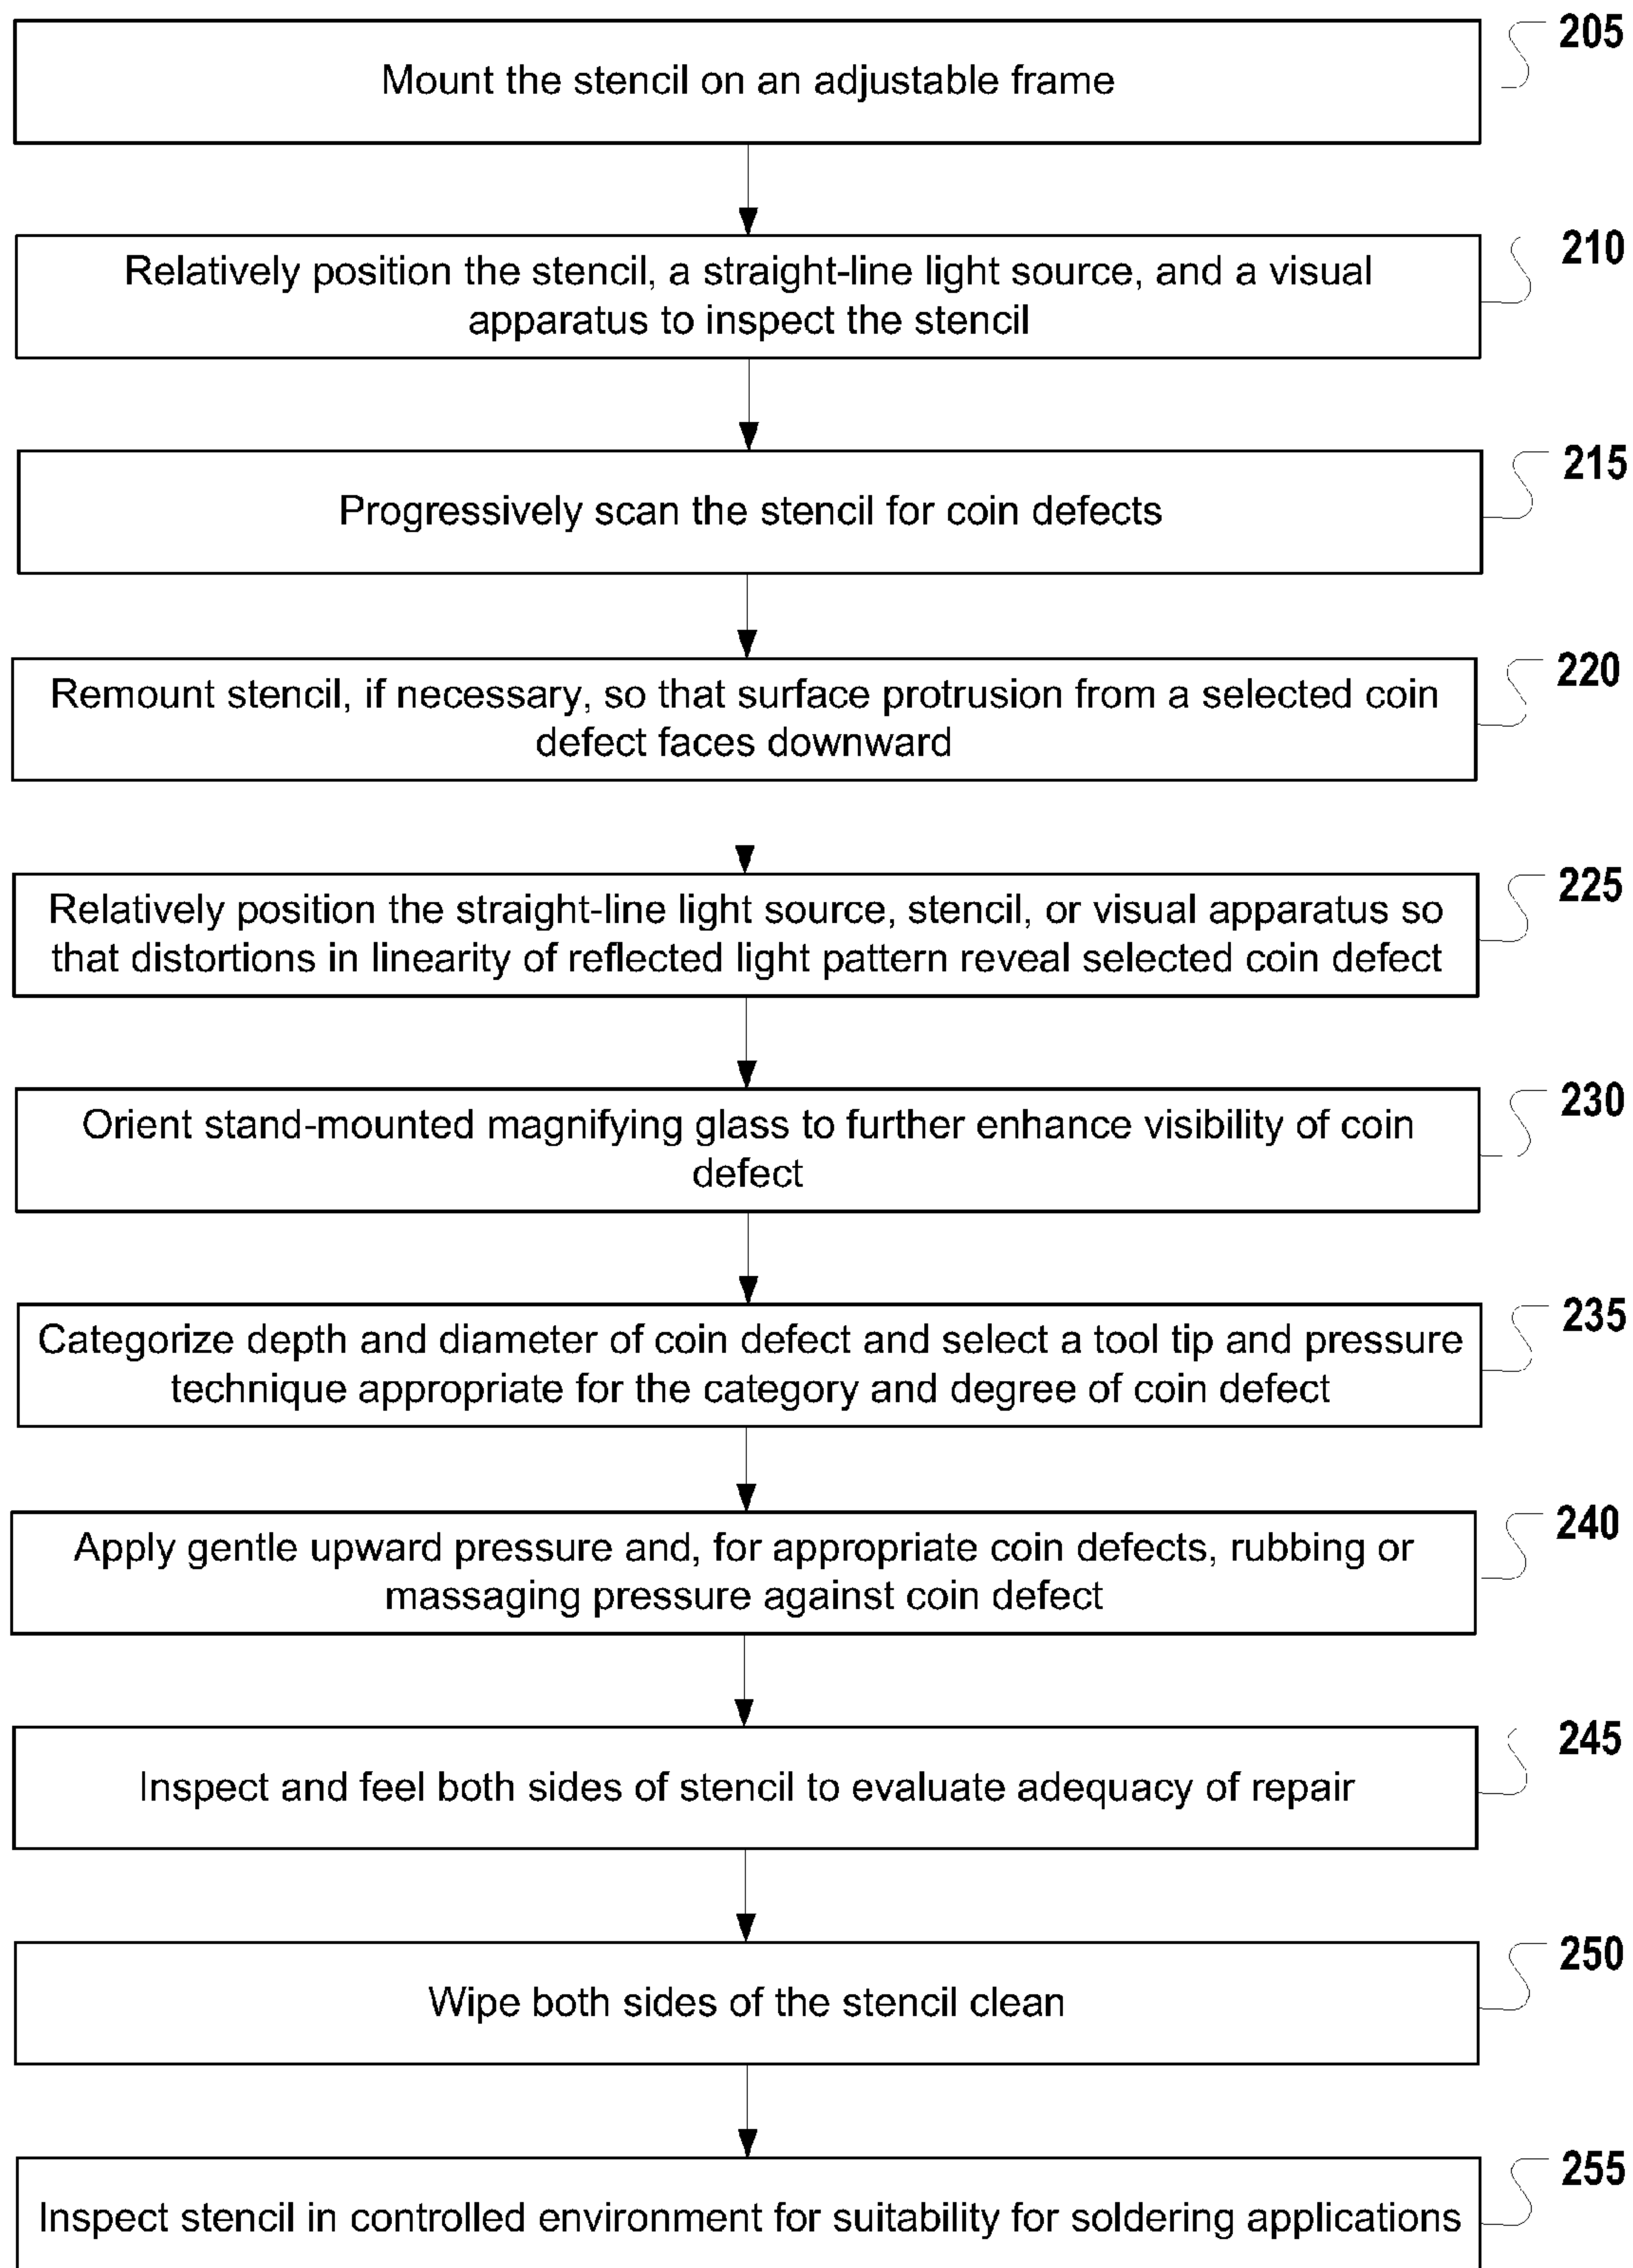 Mount the stencil on an adjustable frame
205
Relatively position the stencil, a straight-line light source, and a visual
apparatus to inspect the stencil
210
Progressively scan the stencil for coin defects
215
Remount stencil, if necessary, so that surface protrusion from a selected coin
defect faces downward
220
Relatively position the straight-line light source, stencil, or visual apparatus so
that distortions in linearity of reflected light pattern reveal selected coin defect
225
Orient stand-mounted magnifying glass to further enhance visibility of coin
defect
230
Categorize depth and diameter of coin defect and select a tool tip and pressure
technique appropriate for the category and degree of coin defect
235
Apply gentle upward pressure and, for appropriate coin defects, rubbing or
massaging pressure against coin defect
240
Inspect and feel both sides of stencil to evaluate adequacy of repair
245
Wipe both sides of the stencil clean
250
Inspect stencil in controlled environment for suitability for soldering applications
255